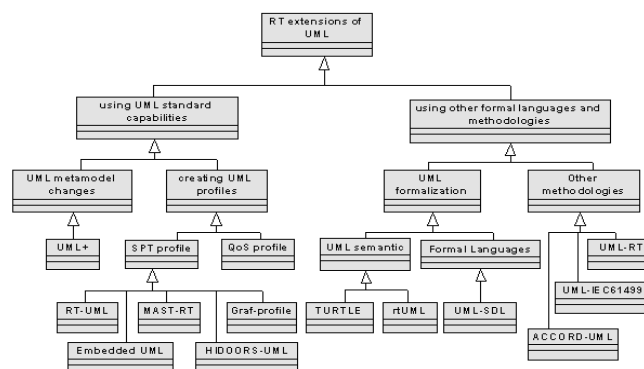 RT extensions of
UML
using UML standard
capabilities
using other formal languages and
methodologies
UML metamodel
changes
creating UML
profiles
UML
formalization
Other
methodologies
UML+
SPT profile
QoS profile
UML semantic
Formal Languages
UML-RT
UML-IEC61499
RT-UML
MAST-RT
Graf-profile
TURTLE
rtUML
UML-SDL
ACCORD-UML
Embedded UML
HIDOORS-UML